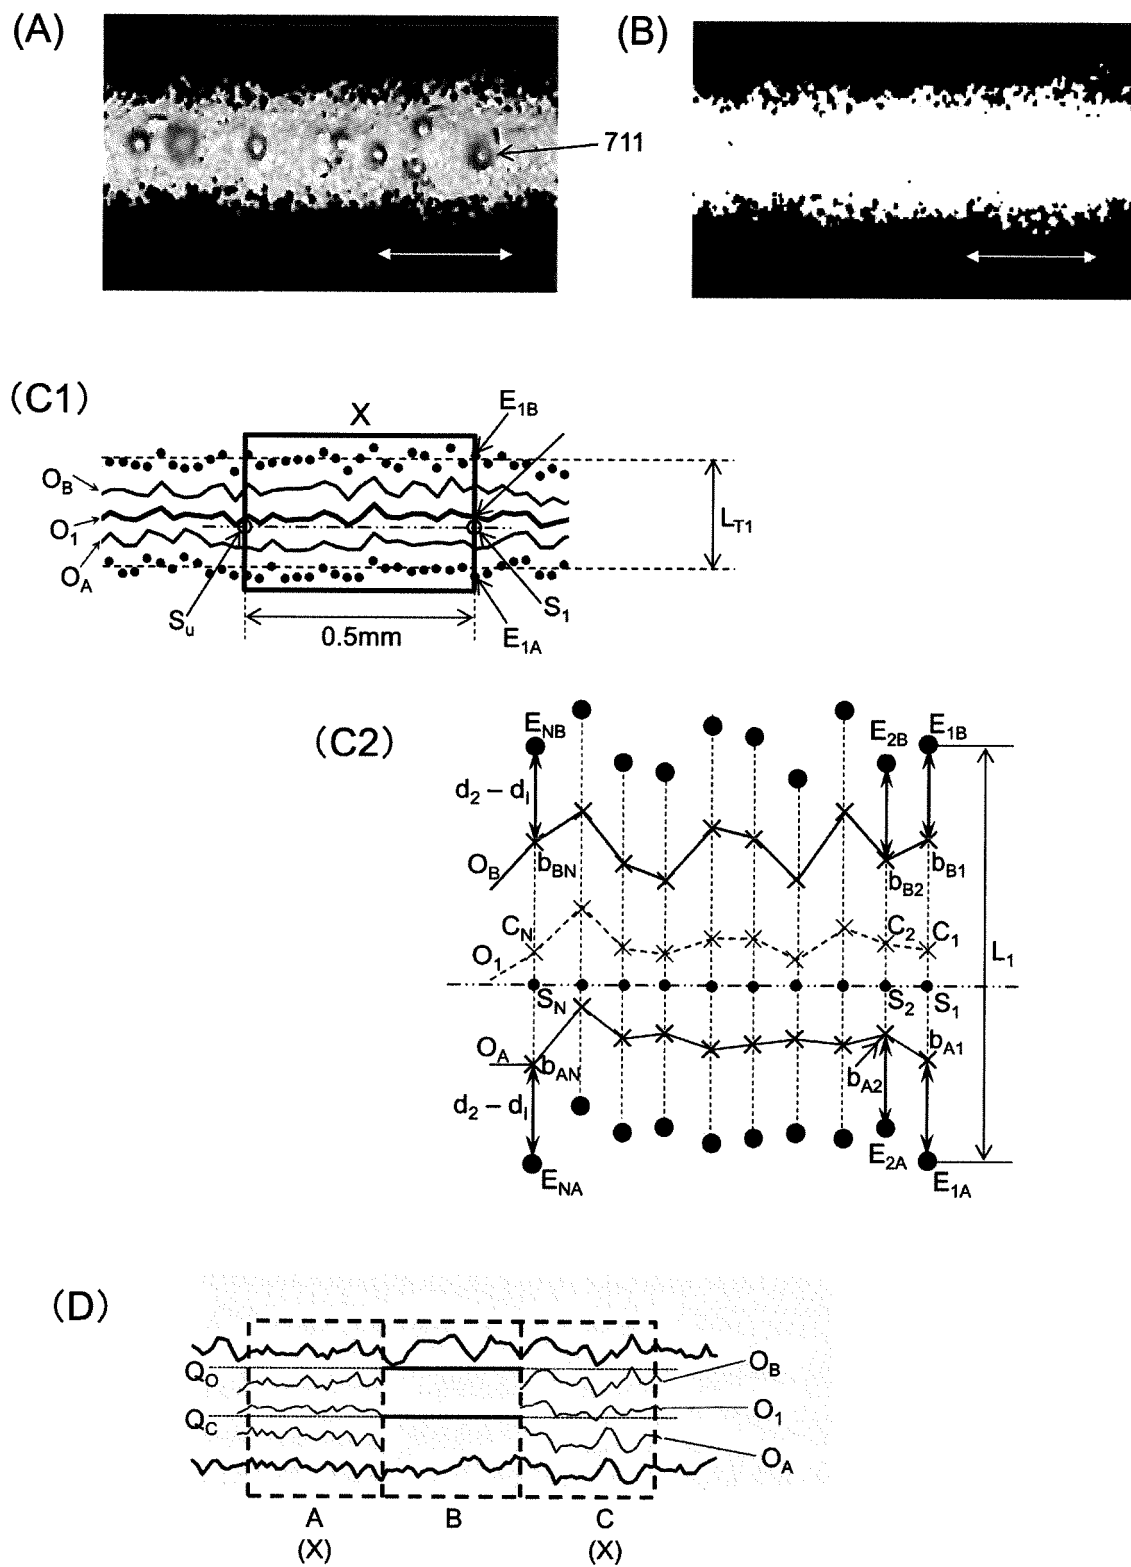 (A)
(B)
711
(C1)
X
E1B
OB
O1
OA
LT1
Su
0.5mm
S1
E1A
(C2)
ENB
E2B
E1B
d2 – dI
OB
bBN
bB2
bB1
CN
C2
C1
O1
L1
SN
S2
S1
OA
bAN
bA2
bA1
d2 – dI
ENA
E2A
E1A
(D)
QO
OB
O1
QC
OA
A
B
C
(X)
(X)